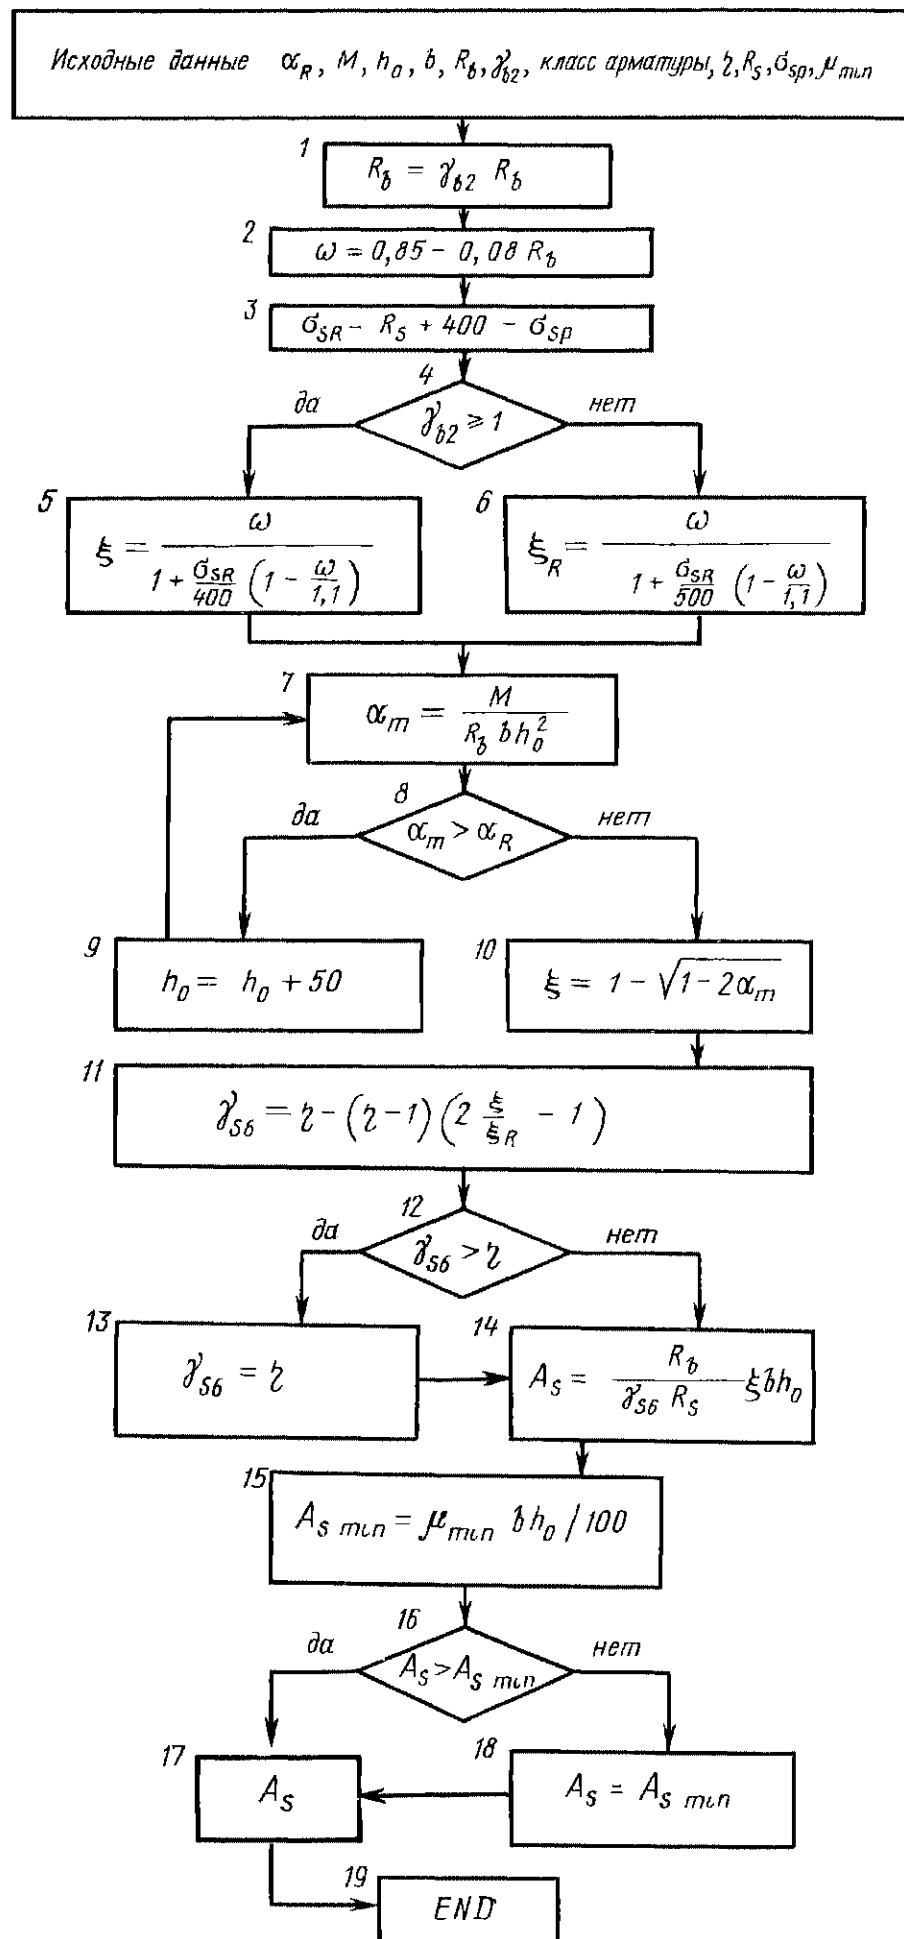 Исходные данные α_R, M, h_0, b, R_b, γ_b2, класс арматуры, η, R_s, σ_sp, μ_min
1
R_b = γ_b2 R_b
2
ω = 0,85 − 0,08 R_b
3
σ_SR − R_S + 400 − σ_Sp
4
да
γ_b2 ≥ 1
нет
5
ξ = ω / (1 + σ_SR/400 (1 − ω/1,1))
6
ξ_R = ω / (1 + σ_SR/500 (1 − ω/1,1))
7
α_m = M / (R_b b h_0^2)
8
да
α_m > α_R
нет
9
h_0 = h_0 + 50
10
ξ = 1 − √(1 − 2α_m)
11
γ_S6 = η − (η − 1)(2 ξ/ξ_R − 1)
12
да
γ_S6 > η
нет
13
γ_S6 = η
14
A_S = R_b / (γ_S6 R_S) ξ b h_0
15
A_S min = μ_min b h_0 / 100
16
да
A_S > A_S min
нет
17
A_S
18
A_S = A_S min
19
END